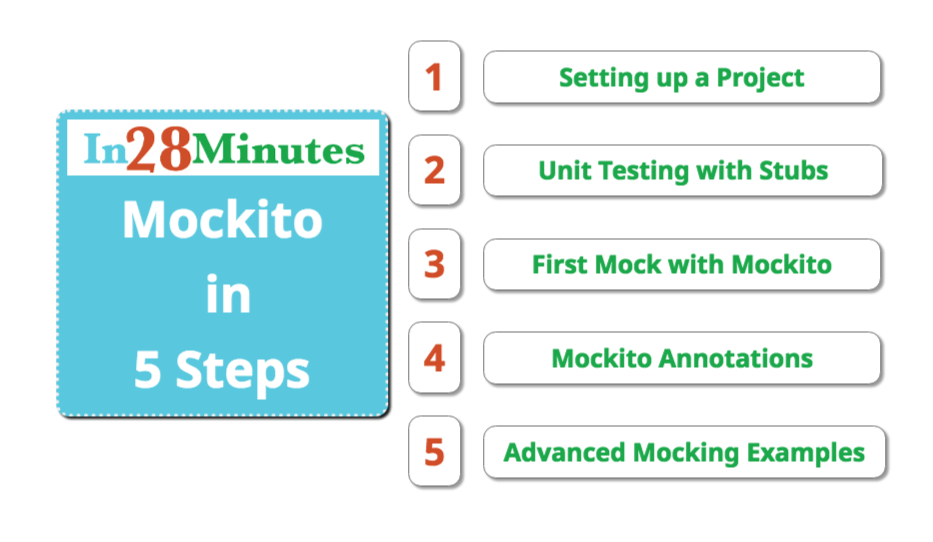 In28Minutes
Mockito
in
5 Steps
1 Setting up a Project
2 Unit Testing with Stubs
3 First Mock with Mockito
4 Mockito Annotations
5 Advanced Mocking Examples